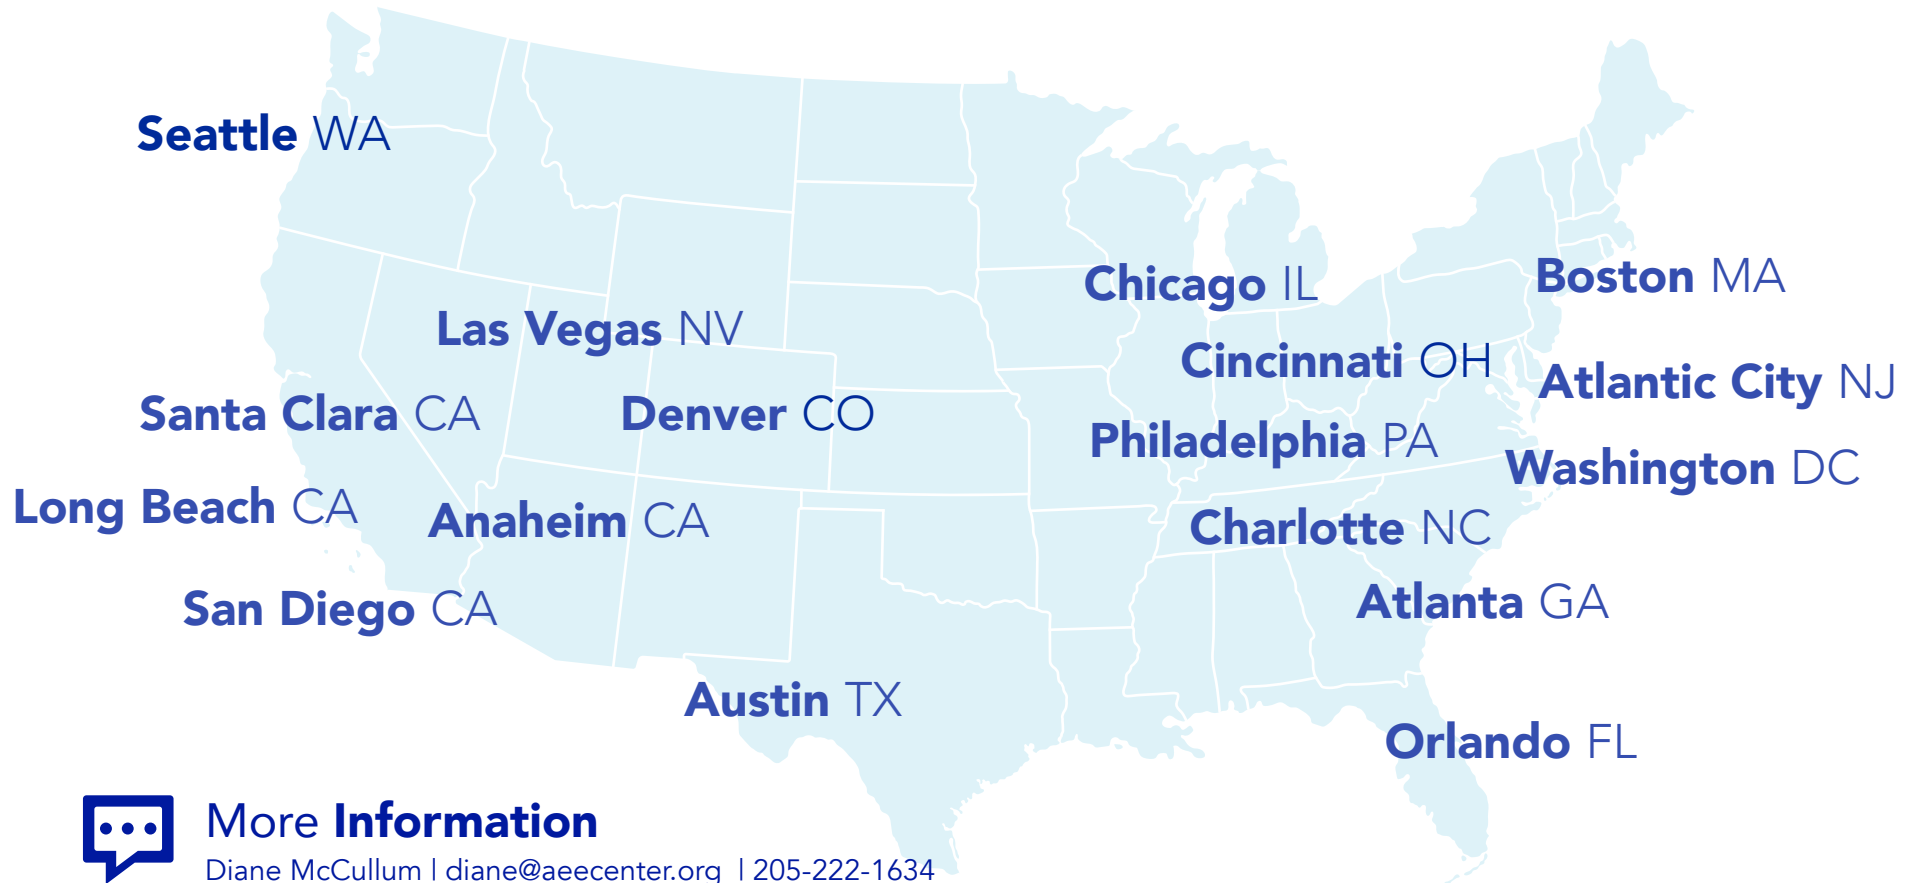 Seattle WA
Boston MA
Chicago IL
Las Vegas NV
Cincinnati OH
Atlantic City NJ
Santa Clara CA
Denver CO
Philadelphia PA
Washington DC
Long Beach CA
Anaheim CA
Charlotte NC
San Diego CA
Atlanta GA
Austin TX
Orlando FL
More Information
Diane McCullum | diane@aeecenter.org | 205-222-1634